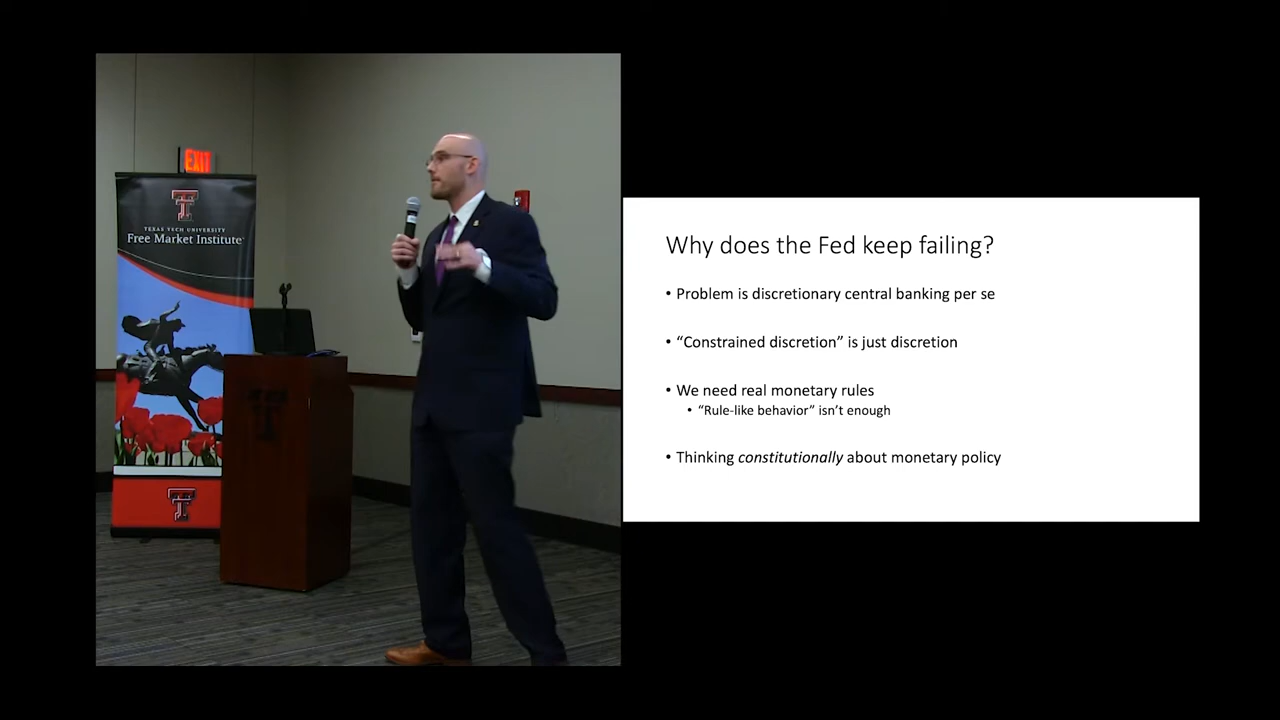 EXIT
TEXAS TECH UNIVERSITY
Free Market Institute
Why does the Fed keep failing?
• Problem is discretionary central banking per se
• “Constrained discretion” is just discretion
• We need real monetary rules
• “Rule-like behavior” isn’t enough
• Thinking constitutionally about monetary policy